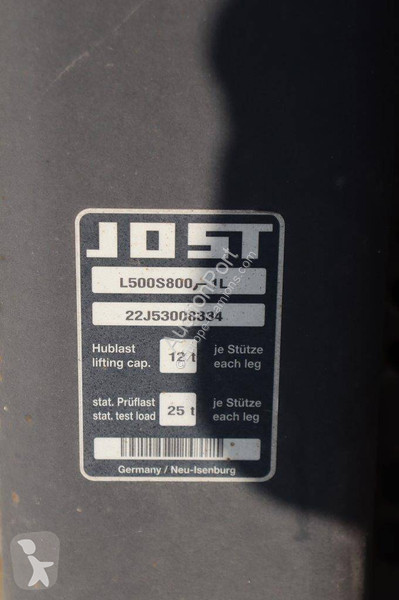 JOST
L500S800
22J53008334
Hublast 12 t je Stütze
lifting cap. each leg
stat. Prüflast 25 t je Stütze
stat. test load each leg
Germany / Neu-Isenburg